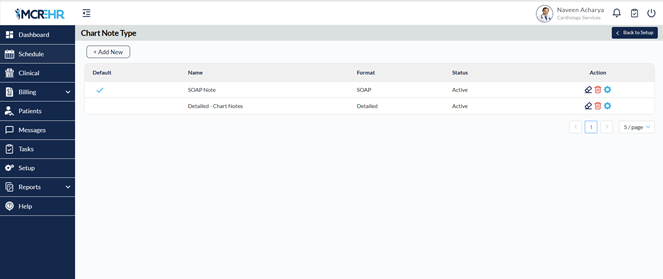 MCREHR
Naveen Acharya
Cardiology Services
Dashboard
Schedule
Clinical
Billing
Patients
Messages
Tasks
Setup
Reports
Help
Chart Note Type
Back to Setup
+ Add New
Default Name Format Status Action
SOAP Note SOAP Active
Detailed - Chart Notes Detailed Active
1 5 / page